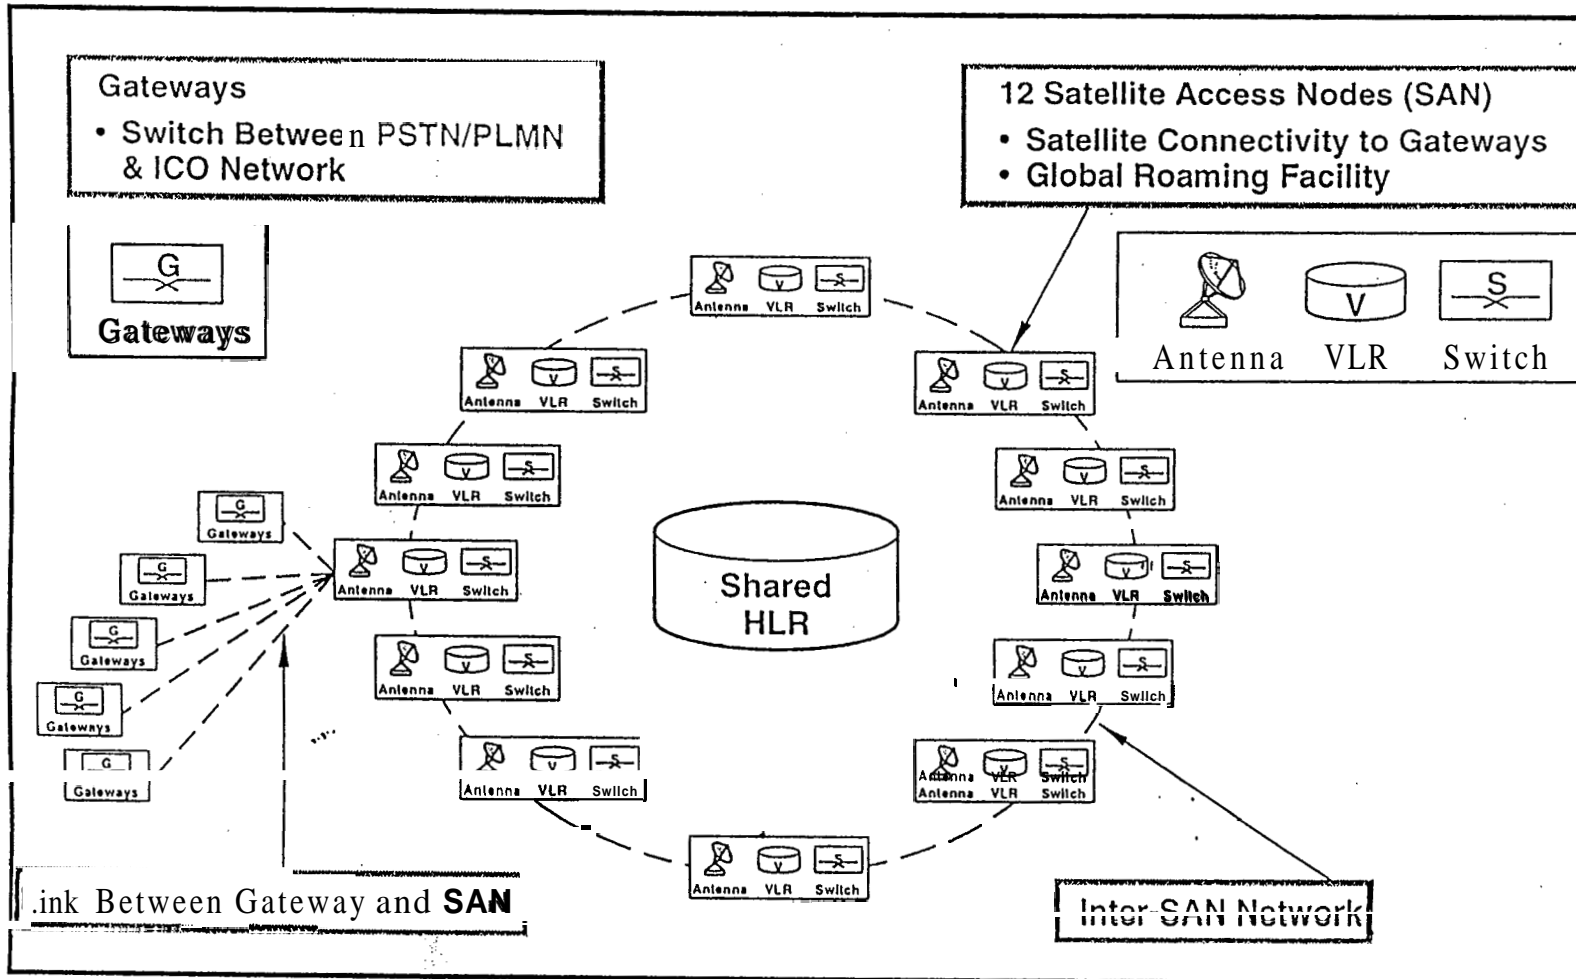 Gateways
• Switch Between PSTN/PLMN
& ICO Network
12 Satellite Access Nodes (SAN)
• Satellite Connectivity to Gateways
• Global Roaming Facility
G
Gateways
V
S
Antenna VLR Switch
V S
Antenna VLR Switch
V S
Antenna VLR Switch
V S
Antenna VLR Switch
V S
Antenna VLR Switch
V S
Antenna VLR Switch
G
Gateways
V S
Antenna VLR Switch
V S
Antenna VLR Switch
G
Gateways
Shared
HLR
G
Gateways
V S
Antenna VLR Switch
V S
Antenna VLR Switch
G
Gateways
V S
Antenna VLR Switch
V S
Antenna VLR Switch
Antenna VLR Switch
G
Gateways
V S
Antenna VLR Switch
.ink Between Gateway and SAN
Inter-SAN Network